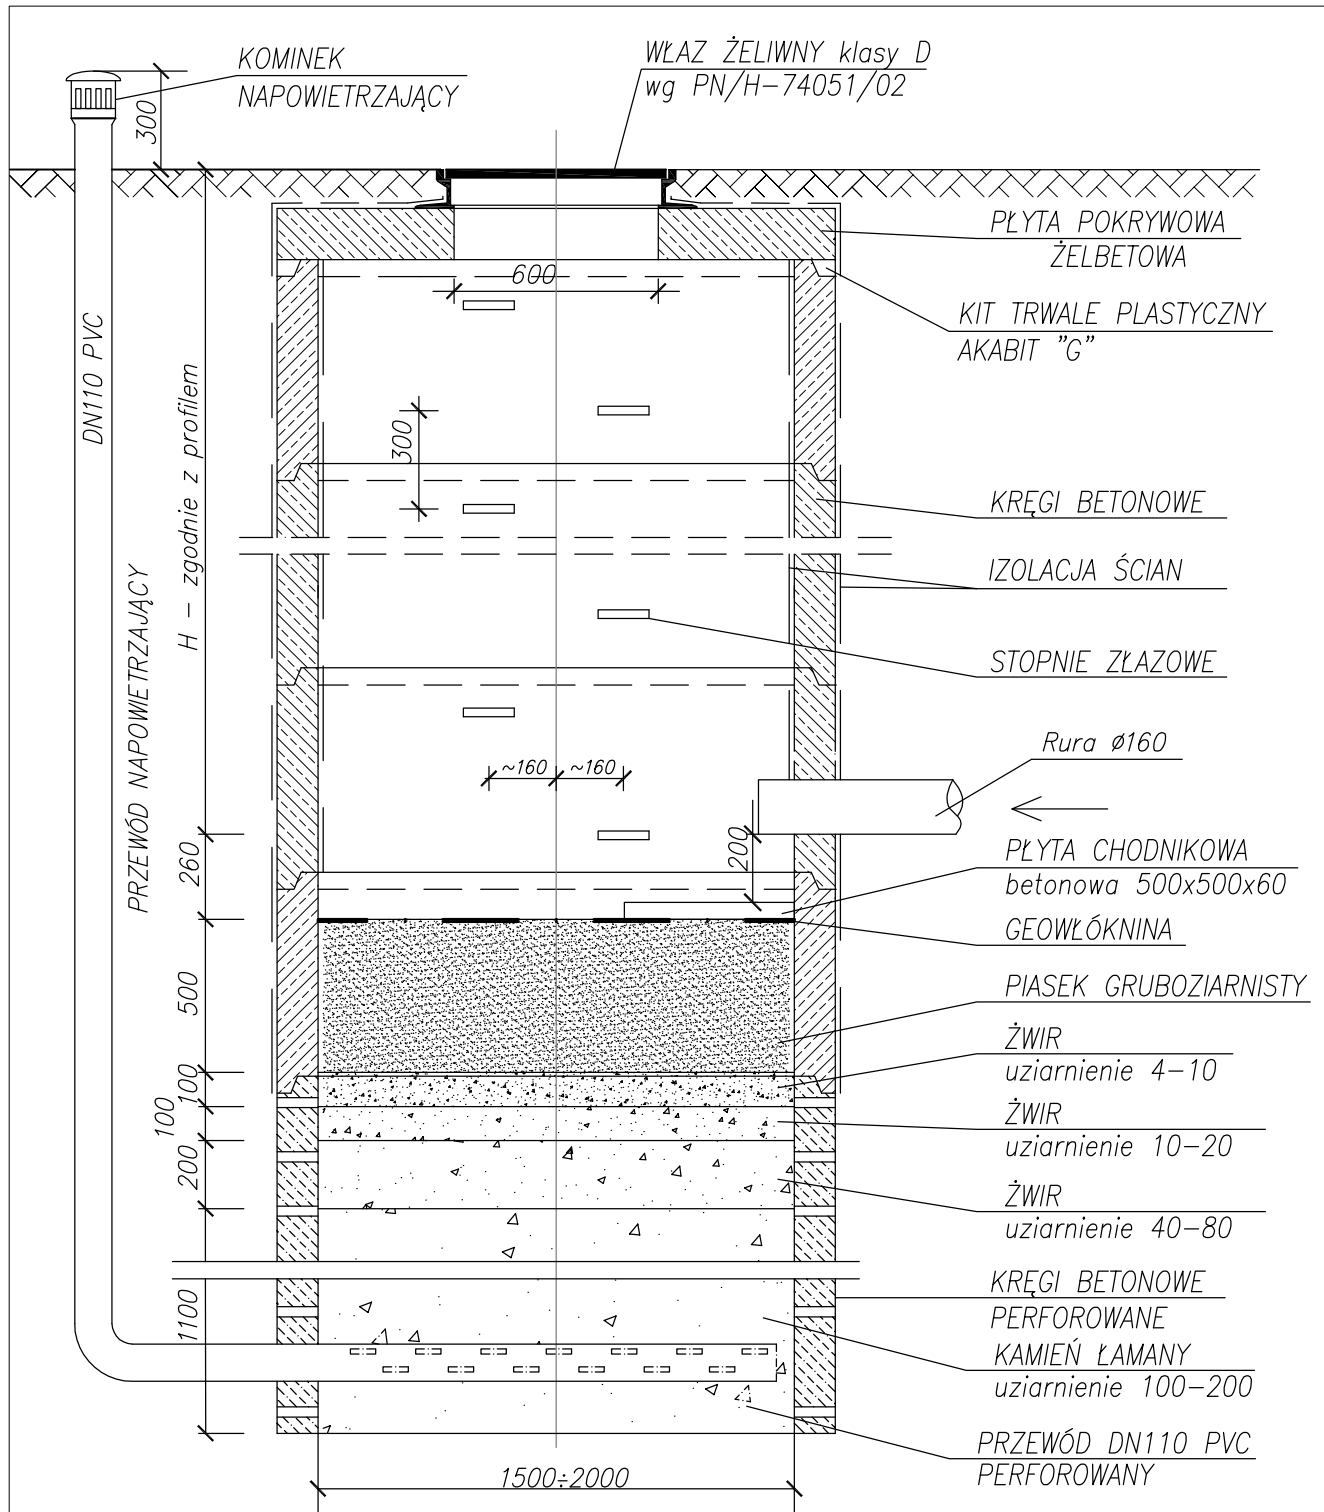 KOMINEK
NAPOWIETRZAJĄCY
WŁAZ ŻELIWNY klasy D
wg PN/H-74051/02
300
PŁYTA POKRYWOWA
ŻELBETOWA
600
KIT TRWALE PLASTYCZNY
AKABIT "G"
DN110 PVC
H - zgodnie z profilem
300
KRĘGI BETONOWE
IZOLACJA ŚCIAN
PRZEWÓD NAPOWIETRZAJĄCY
STOPNIE ZŁAZOWE
Rura ø160
~160
~160
200
260
PŁYTA CHODNIKOWA
betonowa 500x500x60
GEOWŁÓKNINA
500
PIASEK GRUBOZIARNISTY
ŻWIR
uziarnienie 4-10
100
100
ŻWIR
uziarnienie 10-20
200
ŻWIR
uziarnienie 40-80
KRĘGI BETONOWE
PERFOROWANE
1100
KAMIEŃ ŁAMANY
uziarnienie 100-200
PRZEWÓD DN110 PVC
PERFOROWANY
1500÷2000